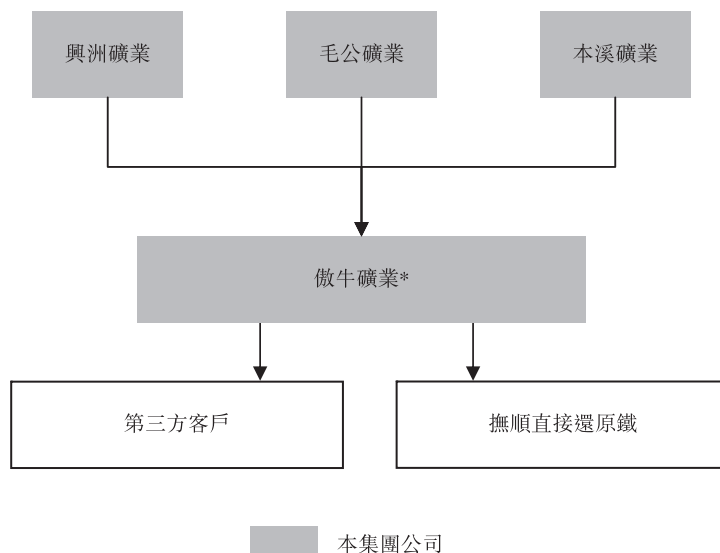 興洲礦業
毛公礦業
本溪礦業
傲牛礦業*
第三方客戶
撫順直接還原鐵
本集團公司